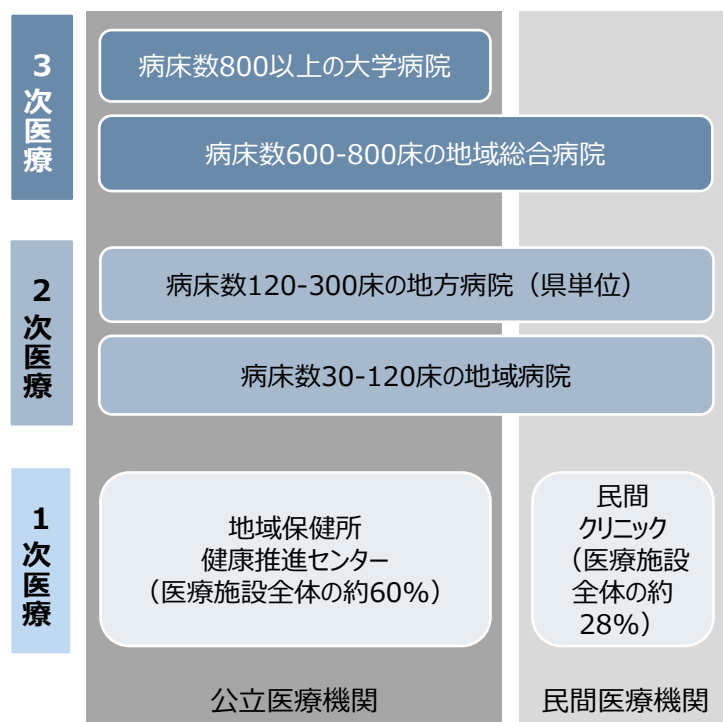 3次医療
病床数800以上の大学病院
病床数600-800床の地域総合病院
2次医療
病床数120-300床の地方病院（県単位）
病床数30-120床の地域病院
1次医療
地域保健所
健康推進センター
（医療施設全体の約60%）
民間
クリニック
（医療施設
全体の約
28%）
公立医療機関
民間医療機関